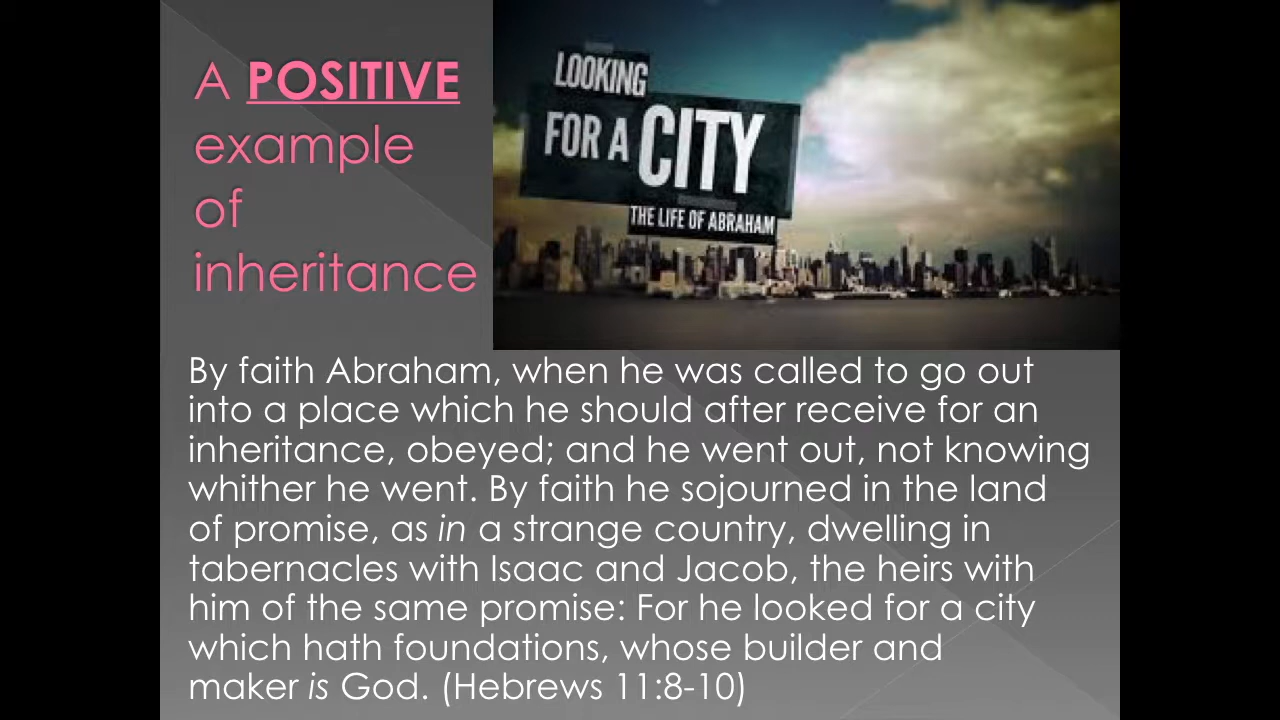 A POSITIVE
example
of
inheritance
LOOKING
FOR A CITY
THE LIFE OF ABRAHAM
By faith Abraham, when he was called to go out
into a place which he should after receive for an
inheritance, obeyed; and he went out, not knowing
whither he went. By faith he sojourned in the land
of promise, as in a strange country, dwelling in
tabernacles with Isaac and Jacob, the heirs with
him of the same promise: For he looked for a city
which hath foundations, whose builder and
maker is God. (Hebrews 11:8-10)